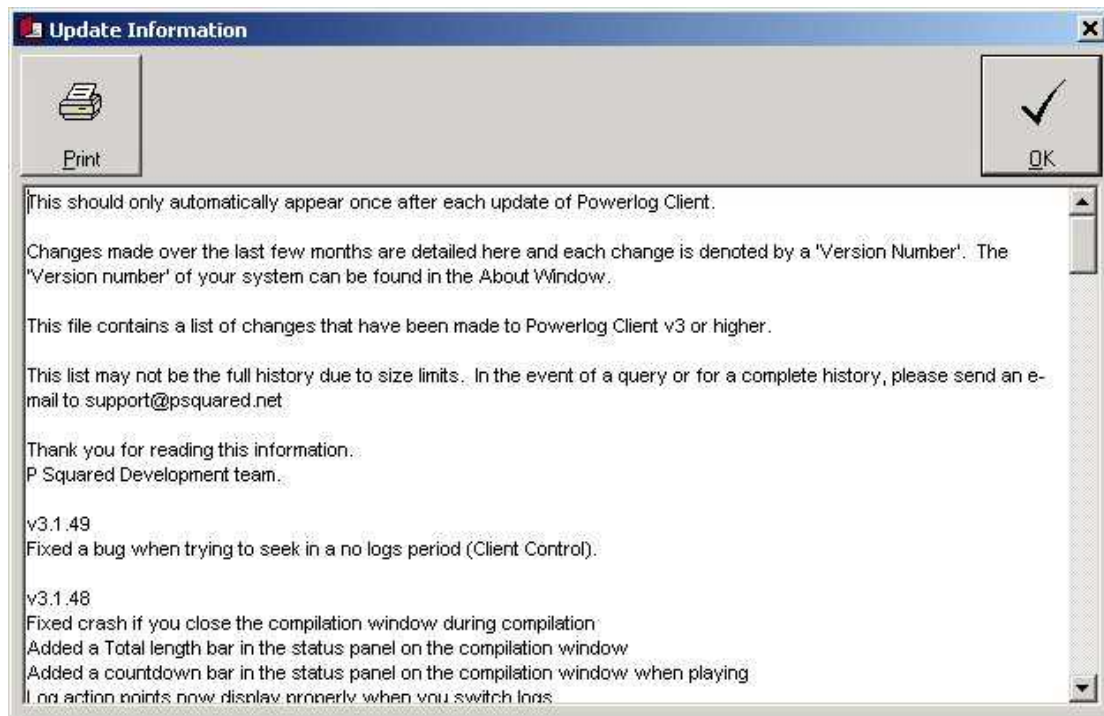 Update Information
Print
OK
This should only automatically appear once after each update of Powerlog Client.
Changes made over the last few months are detailed here and each change is denoted by a 'Version Number'.  The
'Version number' of your system can be found in the About Window.
This file contains a list of changes that have been made to Powerlog Client v3 or higher.
This list may not be the full history due to size limits.  In the event of a query or for a complete history, please send an e-
mail to support@psquared.net
Thank you for reading this information.
P Squared Development team.
v3.1.49
Fixed a bug when trying to seek in a no logs period (Client Control).
v3.1.48
Fixed crash if you close the compilation window during compilation
Added a Total length bar in the status panel on the compilation window
Added a countdown bar in the status panel on the compilation window when playing
Log action points now display properly when you switch logs